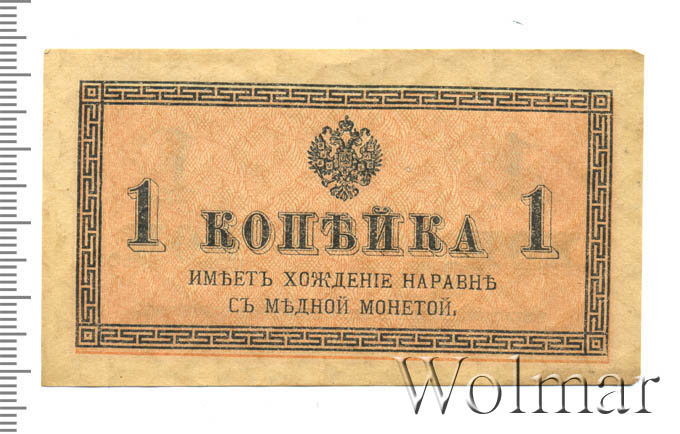 1 КОПѢЙКА 1
ИМѢЕТЪ ХОЖДЕНІЕ НАРАВНѢ
СЪ МѢДНОЙ МОНЕТОЙ.
Wolmar